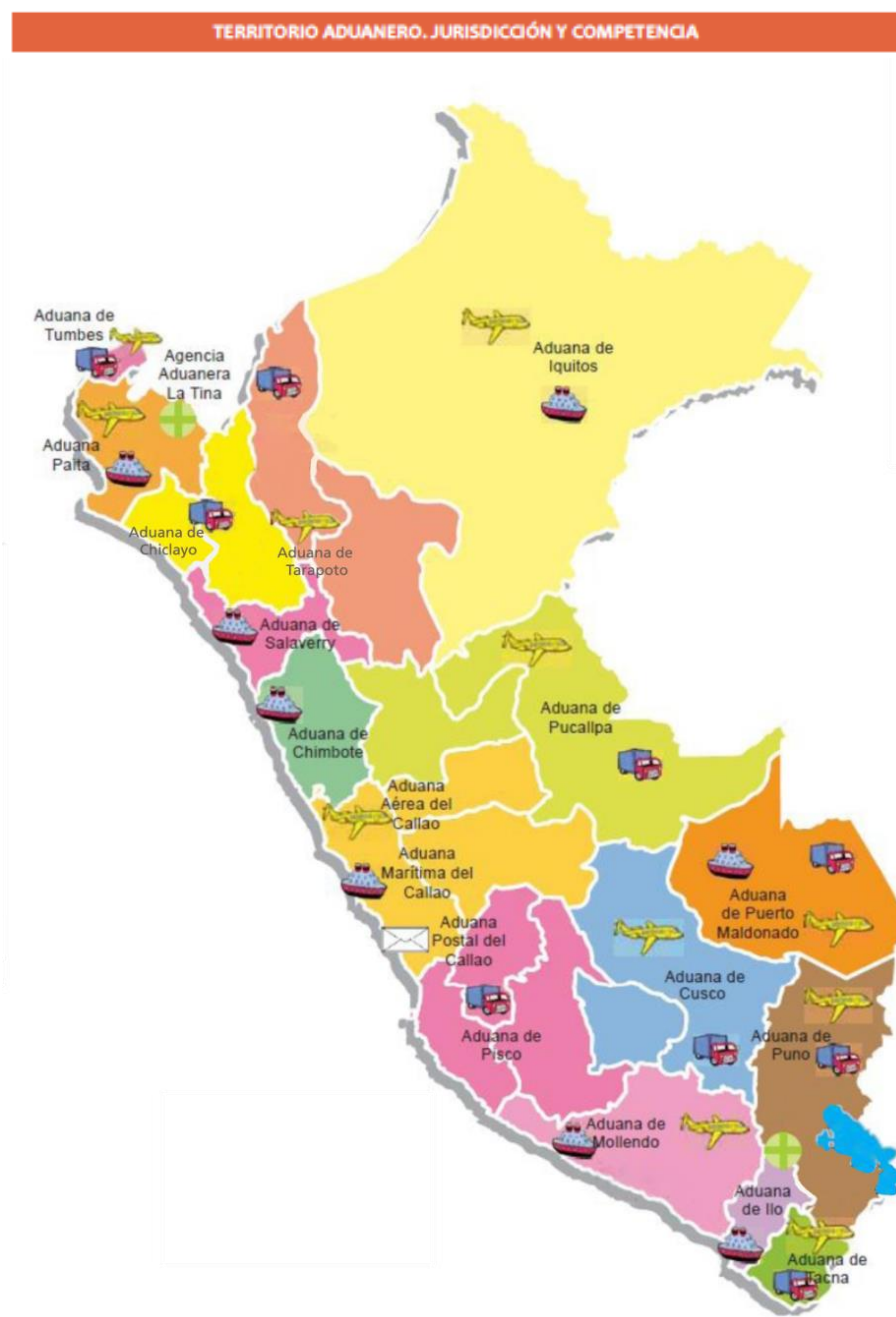 TERRITORIO ADUANERO. JURISDICCIÓN Y COMPETENCIA
Aduana de
Tumbes
Agencia
Aduanera
La Tina
Aduana
Paita
Aduana de
Iquitos
Aduana de
Chiclayo
Aduana de
Tarapoto
Aduana de
Salaverry
Aduana de
Chimbote
Aduana de
Pucallpa
Aduana
Aérea del
Callao
Aduana
Marítima del
Callao
Aduana
Postal del
Callao
Aduana
de Puerto
Maldonado
Aduana de
Cusco
Aduana de
Pisco
Aduana de
Puno
Aduana de
Mollendo
Aduana
de Ilo
Aduana de
Tacna